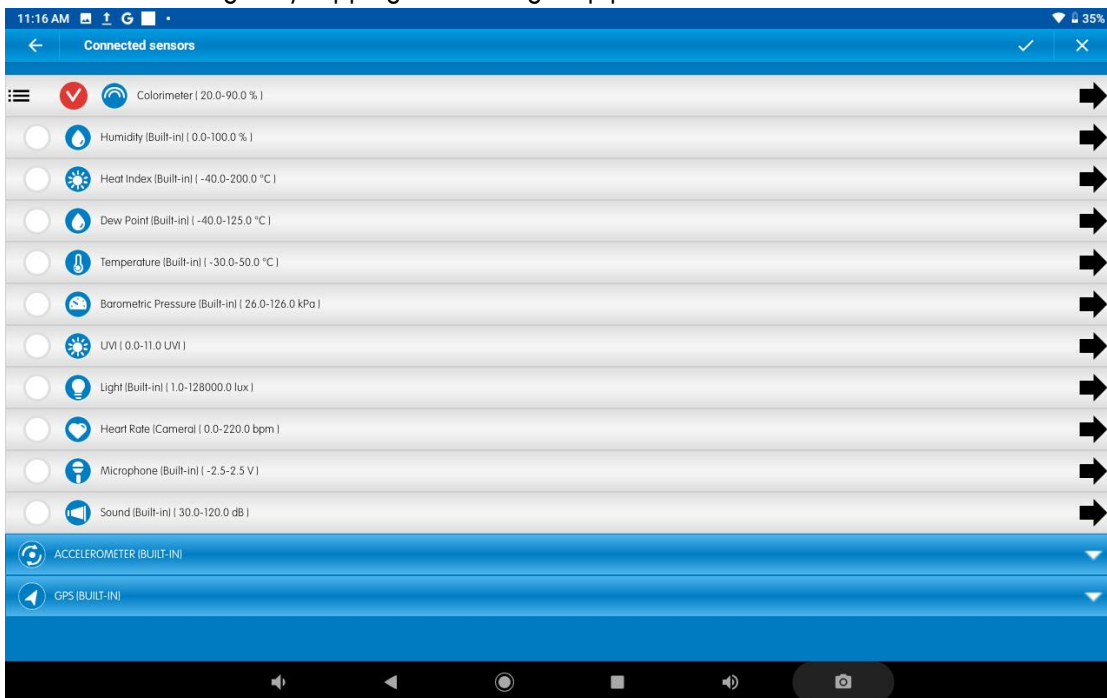 11:16 AM G 35%
Connected sensors
Colorimeter ( 20.0-90.0 % )
Humidity (Built-in) ( 0.0-100.0 % )
Heat Index (Built-in) ( -40.0-200.0 °C )
Dew Point (Built-in) ( -40.0-125.0 °C )
Temperature (Built-in) ( -30.0-50.0 °C )
Barometric Pressure (Built-in) ( 26.0-126.0 kPa )
UVI ( 0.0-11.0 UVI )
Light (Built-in) ( 1.0-128000.0 lux )
Heart Rate (Camera) ( 0.0-220.0 bpm )
Microphone (Built-in) ( -2.5-2.5 V )
Sound (Built-in) ( 30.0-120.0 dB )
ACCELEROMETER (BUILT-IN)
GPS (BUILT-IN)